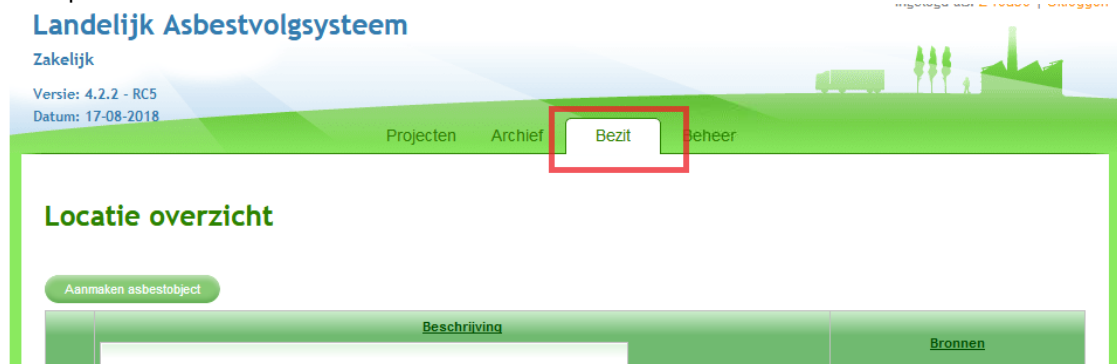 Landelijk Asbestvolgsysteem
Zakelijk
Versie: 4.2.2 - RC5
Datum: 17-08-2018
Projecten Archief Bezit Beheer
Locatie overzicht
Aanmaken asbestobject
Beschrijving
Bronnen